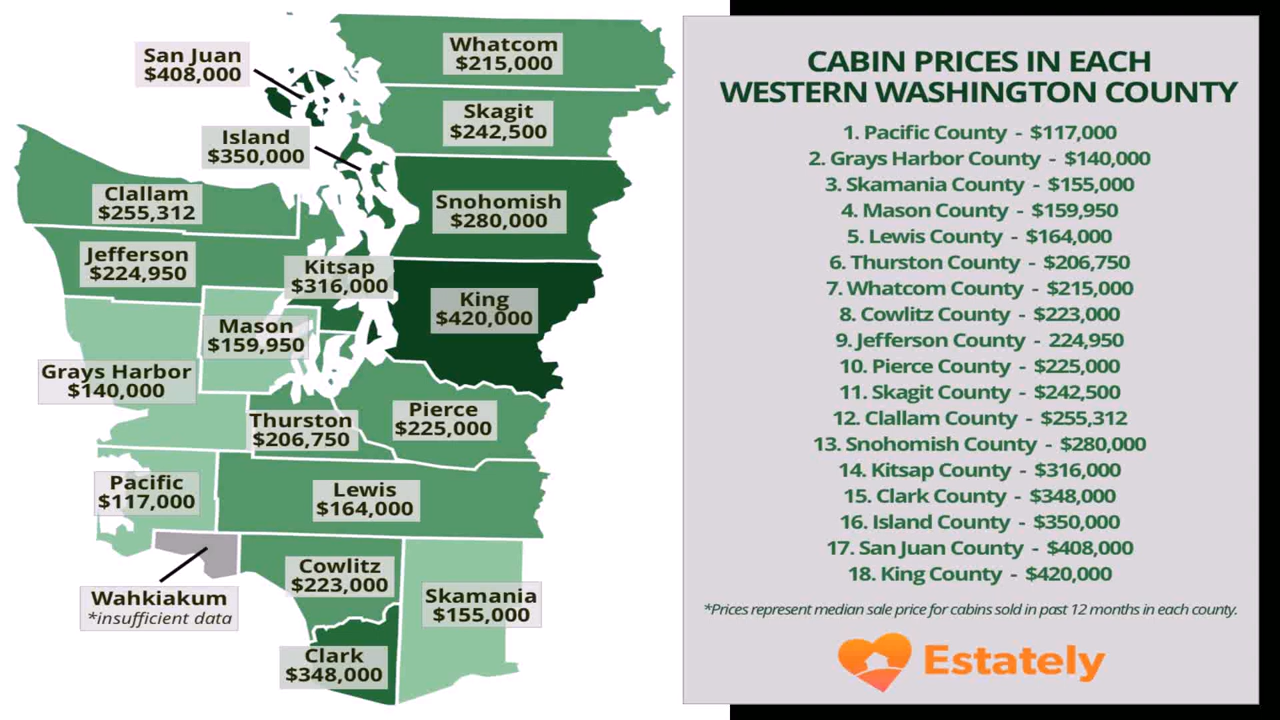 San Juan
$408,000
Whatcom
$215,000
Skagit
$242,500
Island
$350,000
Clallam
$255,312
Snohomish
$280,000
Jefferson
$224,950
Kitsap
$316,000
King
$420,000
Mason
$159,950
Grays Harbor
$140,000
Thurston
$206,750
Pierce
$225,000
Pacific
$117,000
Lewis
$164,000
Wahkiakum
*insufficient data
Cowlitz
$223,000
Skamania
$155,000
Clark
$348,000
CABIN PRICES IN EACH
WESTERN WASHINGTON COUNTY
1. Pacific County - $117,000
2. Grays Harbor County - $140,000
3. Skamania County - $155,000
4. Mason County - $159,950
5. Lewis County - $164,000
6. Thurston County - $206,750
7. Whatcom County - $215,000
8. Cowlitz County - $223,000
9. Jefferson County - 224,950
10. Pierce County - $225,000
11. Skagit County - $242,500
12. Clallam County - $255,312
13. Snohomish County - $280,000
14. Kitsap County - $316,000
15. Clark County - $348,000
16. Island County - $350,000
17. San Juan County - $408,000
18. King County - $420,000
*Prices represent median sale price for cabins sold in past 12 months in each county.
Estately